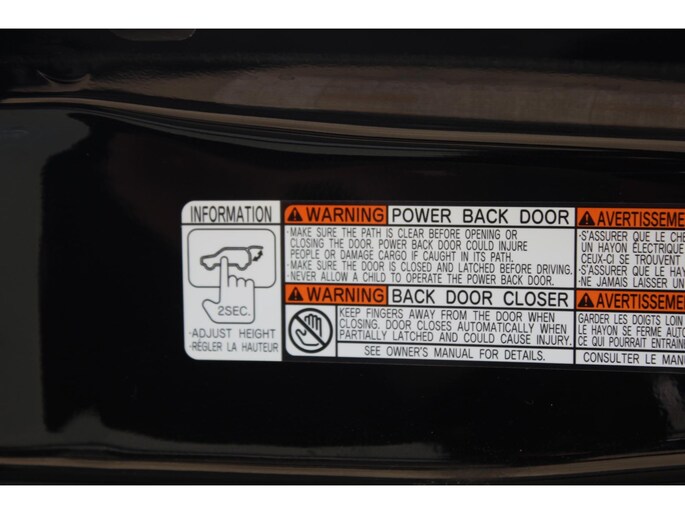 INFORMATION
2SEC.
·ADJUST HEIGHT
·RÉGLER LA HAUTEUR
WARNING POWER BACK DOOR
·MAKE SURE THE PATH IS CLEAR BEFORE OPENING OR
CLOSING THE DOOR. POWER BACK DOOR COULD INJURE
PEOPLE OR DAMAGE CARGO IF CAUGHT IN ITS PATH.
·MAKE SURE THE DOOR IS CLOSED AND LATCHED BEFORE DRIVING.
·NEVER ALLOW A CHILD TO OPERATE THE POWER BACK DOOR.
WARNING BACK DOOR CLOSER
KEEP FINGERS AWAY FROM THE DOOR WHEN
CLOSING. DOOR CLOSES AUTOMATICALLY WHEN
PARTIALLY LATCHED AND COULD CAUSE INJURY.
SEE OWNER'S MANUAL FOR DETAILS.
AVERTISSEME
·S'ASSURER QUE LE CHE
UN HAYON ÉLECTRIQUE
CEUX-CI SE TROUVENT
·S'ASSURER QUE LE HAY
·NE JAMAIS LAISSER UN
AVERTISSEME
GARDER LES DOIGTS LOIN
LE HAYON SE FERME AUTO
CE QUI POURRAIT ENTRAÎN
CONSULTER LE MAN